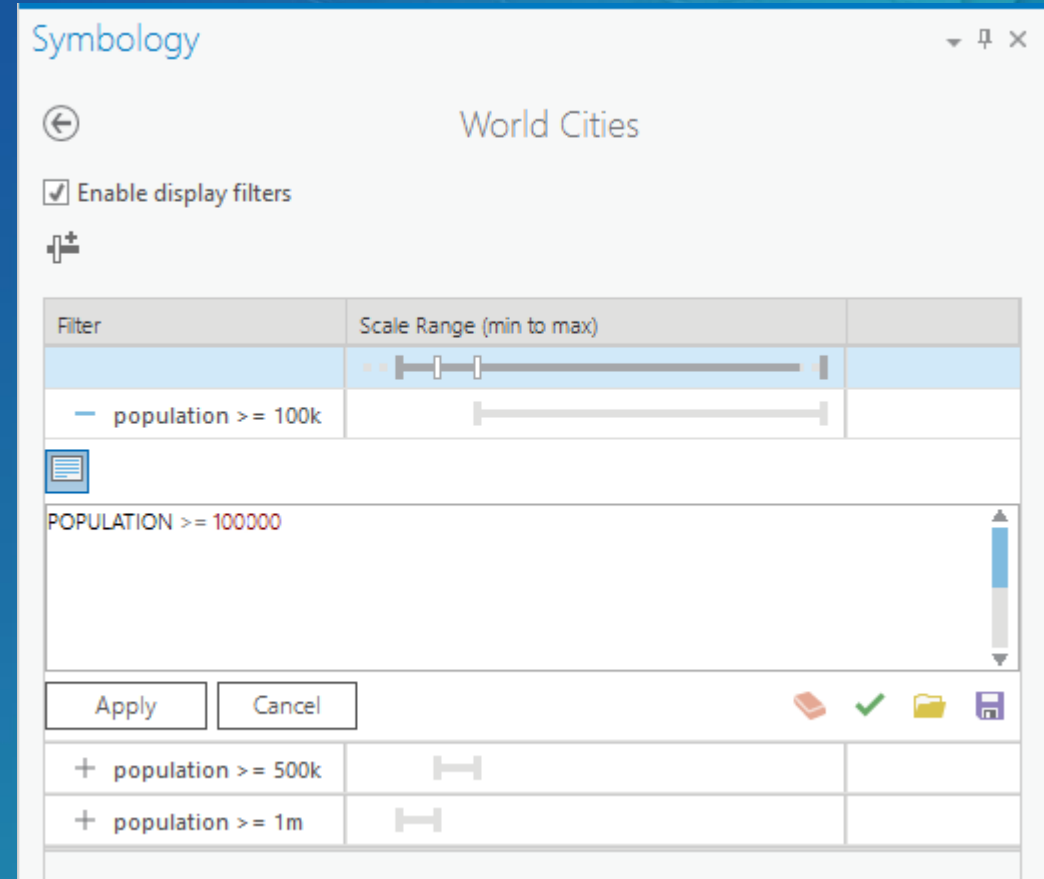 Symbology
World Cities
Enable display filters
Filter Scale Range (min to max)
population >= 100k
POPULATION >= 100000
Apply Cancel
population >= 500k
population >= 1m